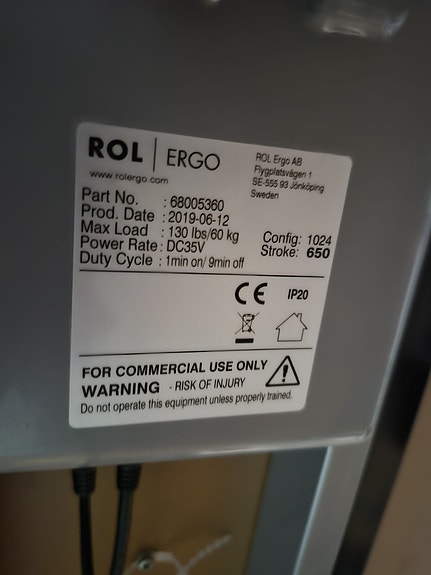 ROL | ERGO
www.rolergo.com
ROL Ergo AB
Flygplatsvägen 1
SE-555 93 Jönköping
Sweden
Part No. : 68005360
Prod. Date : 2019-06-12
Max Load : 130 lbs/60 kg
Power Rate : DC35V
Duty Cycle : 1min on/ 9min off
Config: 1024
Stroke: 650
CE IP20
FOR COMMERCIAL USE ONLY
WARNING - RISK OF INJURY
Do not operate this equipment unless properly trained.